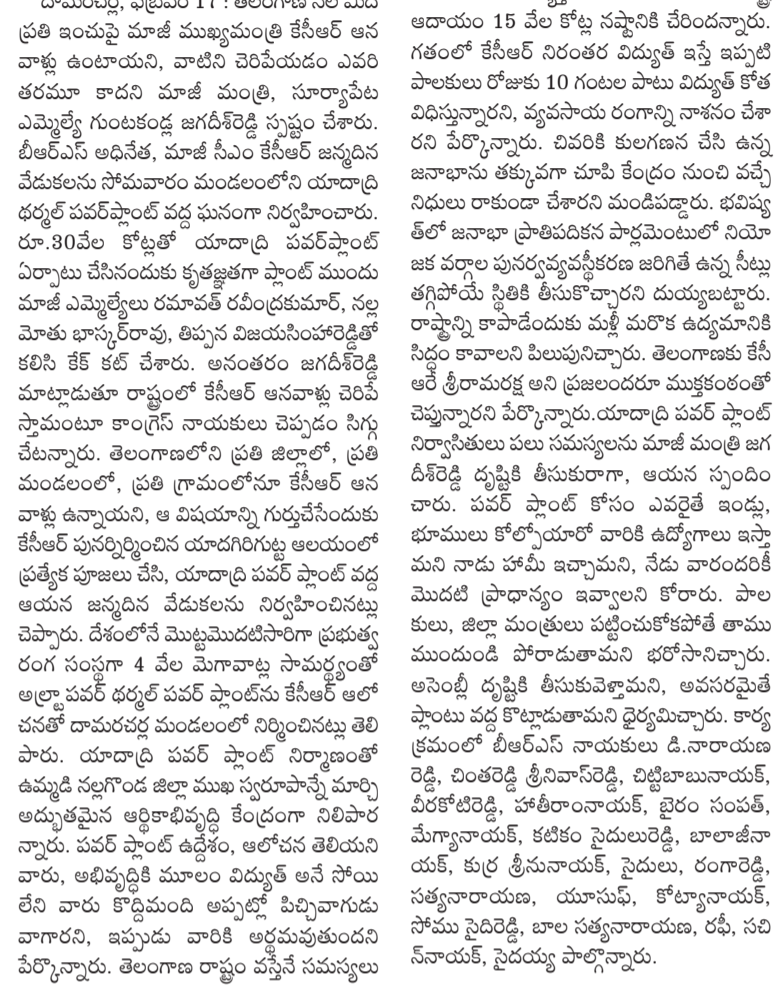 దామరచర్ల, ఫిబ్రవరి 17 : తెలంగాణ నేల మీద
ప్రతి ఇంచుపై మాజీ ముఖ్యమంత్రి కేసీఆర్ ఆన
వాళ్లు ఉంటాయని, వాటిని చెరిపేయడం ఎవరి
తరమూ కాదని మాజీ మంత్రి, సూర్యాపేట
ఎమ్మెల్యే గుంటకండ్ల జగదీశ్‌రెడ్డి స్పష్టం చేశారు.
బీఆర్ఎస్ అధినేత, మాజీ సీఎం కేసీఆర్ జన్మదిన
వేడుకలను సోమవారం మండలంలోని యాదాద్రి
థర్మల్ పవర్‌ప్లాంట్ వద్ద ఘనంగా నిర్వహించారు.
రూ.30వేల కోట్లతో యాదాద్రి పవర్‌ప్లాంట్
ఏర్పాటు చేసినందుకు కృతజ్ఞతగా ప్లాంట్ ముందు
మాజీ ఎమ్మెల్యేలు రమావత్ రవీంద్రకుమార్, నల్ల
మోతు భాస్కర్‌రావు, తిప్పన విజయసింహారెడ్డితో
కలిసి కేక్ కట్ చేశారు. అనంతరం జగదీశ్‌రెడ్డి
మాట్లాడుతూ రాష్ట్రంలో కేసీఆర్ ఆనవాళ్లు చెరిపే
స్తామంటూ కాంగ్రెస్ నాయకులు చెప్పడం సిగ్గు
చేటన్నారు. తెలంగాణలోని ప్రతి జిల్లాలో, ప్రతి
మండలంలో, ప్రతి గ్రామంలోనూ కేసీఆర్ ఆన
వాళ్లు ఉన్నాయని, ఆ విషయాన్ని గుర్తుచేసేందుకు
కేసీఆర్ పునర్నిర్మించిన యాదగిరిగుట్ట ఆలయంలో
ప్రత్యేక పూజలు చేసి, యాదాద్రి పవర్ ప్లాంట్ వద్ద
ఆయన జన్మదిన వేడుకలను నిర్వహించినట్లు
చెప్పారు. దేశంలోనే మొట్టమొదటిసారిగా ప్రభుత్వ
రంగ సంస్థగా 4 వేల మెగావాట్ల సామర్థ్యంతో
అల్ట్రా పవర్ థర్మల్ పవర్ ప్లాంట్‌ను కేసీఆర్ ఆలో
చనతో దామరచర్ల మండలంలో నిర్మించినట్లు తెలి
పారు. యాదాద్రి పవర్ ప్లాంట్ నిర్మాణంతో
ఉమ్మడి నల్లగొండ జిల్లా ముఖ స్వరూపాన్నే మార్చి
అద్భుతమైన ఆర్థికాభివృద్ధి కేంద్రంగా నిలిపార
న్నారు. పవర్ ప్లాంట్ ఉద్దేశం, ఆలోచన తెలియని
వారు, అభివృద్ధికి మూలం విద్యుత్ అనే సోయి
లేని వారు కొద్దిమంది అప్పట్లో పిచ్చివాగుడు
వాగారని, ఇప్పుడు వారికి అర్థమవుతుందని
పేర్కొన్నారు. తెలంగాణ రాష్ట్రం వస్తేనే సమస్యలు
ఆదాయం 15 వేల కోట్ల నష్టానికి చేరిందన్నారు.
గతంలో కేసీఆర్ నిరంతర విద్యుత్ ఇస్తే ఇప్పటి
పాలకులు రోజుకు 10 గంటల పాటు విద్యుత్ కోత
విధిస్తున్నారని, వ్యవసాయ రంగాన్ని నాశనం చేశా
రని పేర్కొన్నారు. చివరికి కులగణన చేసి ఉన్న
జనాభాను తక్కువగా చూపి కేంద్రం నుంచి వచ్చే
నిధులు రాకుండా చేశారని మండిపడ్డారు. భవిష్య
త్‌లో జనాభా ప్రాతిపదికన పార్లమెంటులో నియో
జక వర్గాల పునర్వవ్యవస్థీకరణ జరిగితే ఉన్న సీట్లు
తగ్గిపోయే స్థితికి తీసుకొచ్చారని దుయ్యబట్టారు.
రాష్ట్రాన్ని కాపాడేందుకు మళ్లీ మరొక ఉద్యమానికి
సిద్ధం కావాలని పిలుపునిచ్చారు. తెలంగాణకు కేసీ
ఆరే శ్రీరామరక్ష అని ప్రజలందరూ ముక్తకంఠంతో
చెప్తున్నారని పేర్కొన్నారు.యాదాద్రి పవర్ ప్లాంట్
నిర్వాసితులు పలు సమస్యలను మాజీ మంత్రి జగ
దీశ్‌రెడ్డి దృష్టికి తీసుకురాగా, ఆయన స్పందిం
చారు. పవర్ ప్లాంట్ కోసం ఎవరైతే ఇండ్లు,
భూములు కోల్పోయారో వారికి ఉద్యోగాలు ఇస్తా
మని నాడు హామీ ఇచ్చామని, నేడు వారందరికీ
మొదటి ప్రాధాన్యం ఇవ్వాలని కోరారు. పాల
కులు, జిల్లా మంత్రులు పట్టించుకోకపోతే తాము
ముందుండి పోరాడుతామని భరోసానిచ్చారు.
అసెంబ్లీ దృష్టికి తీసుకువెళ్తామని, అవసరమైతే
ప్లాంటు వద్ద కొట్లాడుతామని ధైర్యమిచ్చారు. కార్య
క్రమంలో బీఆర్ఎస్ నాయకులు డి.నారాయణ
రెడ్డి, చింతరెడ్డి శ్రీనివాస్‌రెడ్డి, చిట్టిబాబునాయక్,
వీరకోటిరెడ్డి, హాతీరాంనాయక్, బైరం సంపత్,
మేగ్యానాయక్, కటికం సైదులురెడ్డి, బాలాజీనా
యక్, కుర్ర శ్రీనునాయక్, సైదులు, రంగారెడ్డి,
సత్యనారాయణ, యూసుఫ్, కోట్యానాయక్,
సోము సైదిరెడ్డి, బాల సత్యనారాయణ, రఫీ, సచి
న్‌నాయక్, సైదయ్య పాల్గొన్నారు.